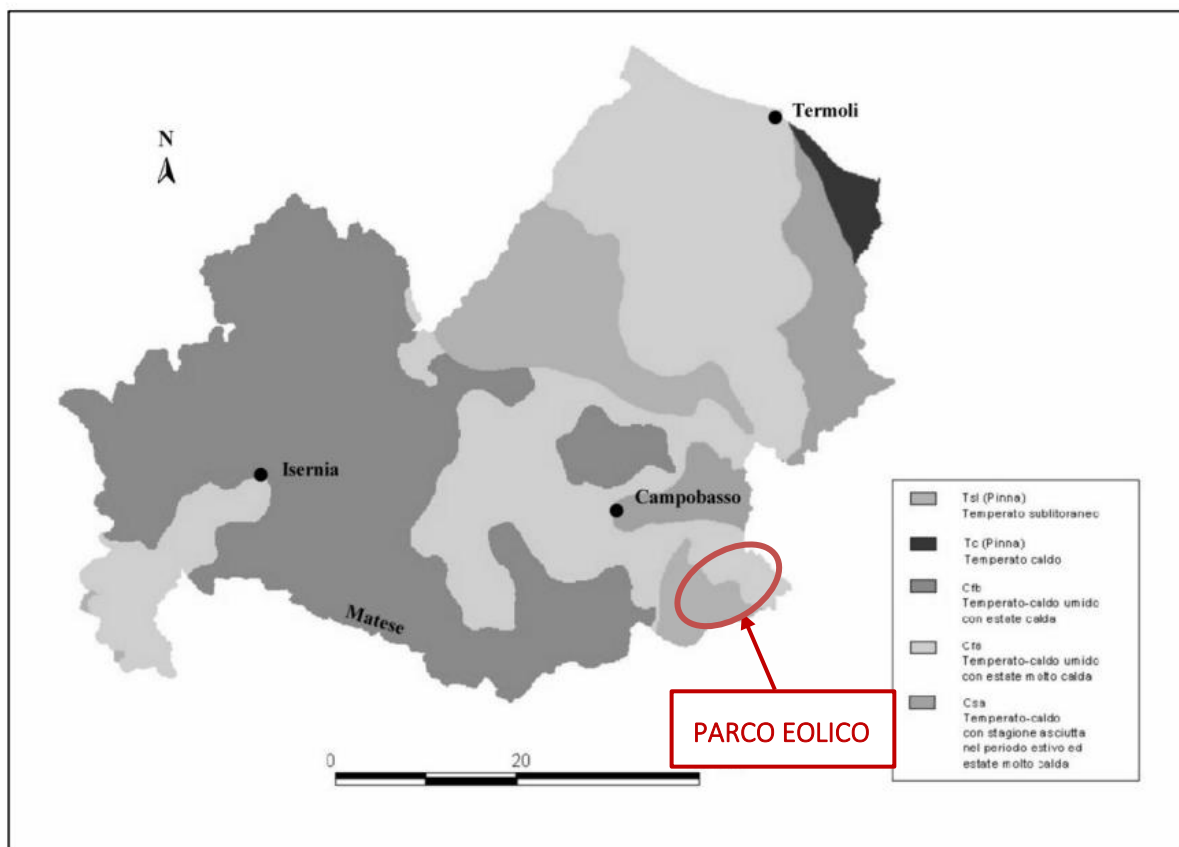 Termoli
N
Isernia
Campobasso
Matese
PARCO EOLICO
0
20
Tsl (Pinna)
Temperato sublitoraneo
Tc (Pinna)
Temperato caldo
Cfb
Temperato-caldo umido
con estate calda
Cfa
Temperato-caldo umido
con estate molto calda
Csa
Temperato-caldo
con stagione asciutta
nel periodo estivo ed
estate molto calda